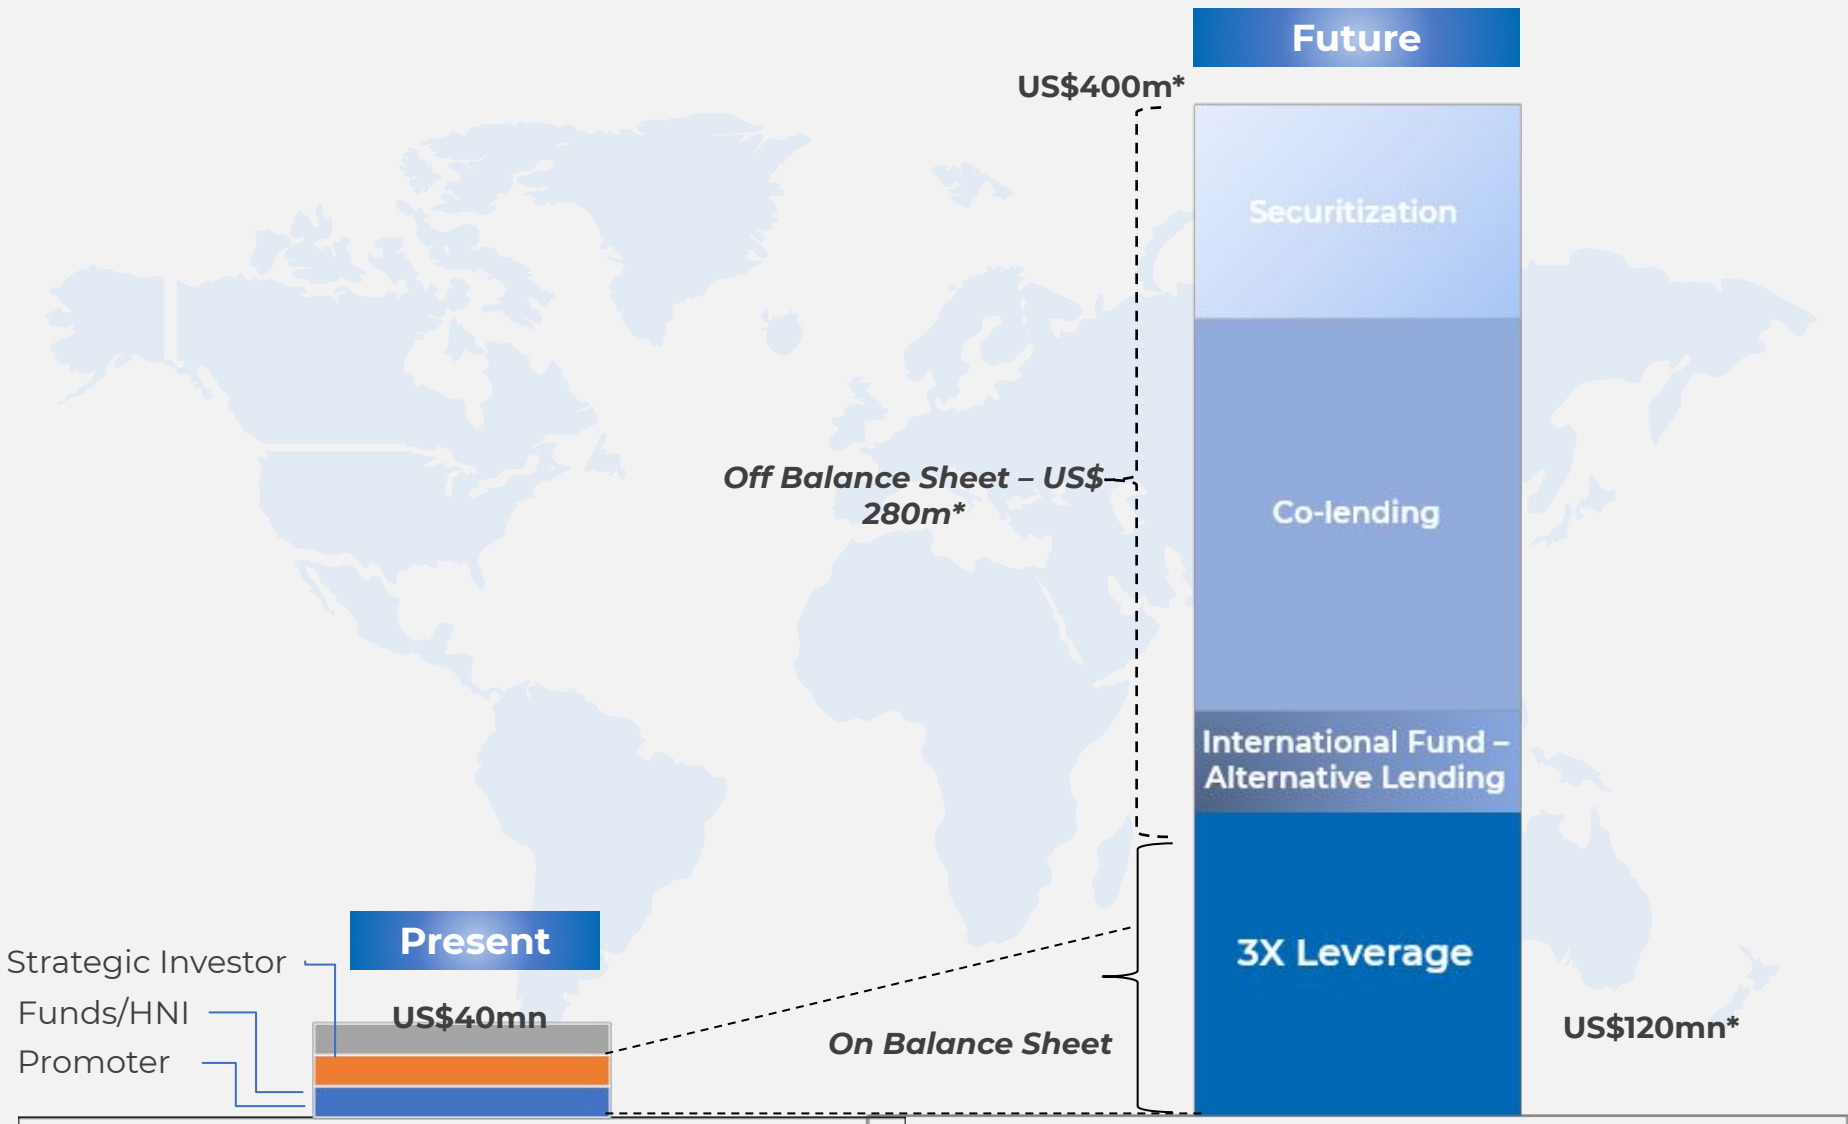 Future
US$400m*
Securitization
Off Balance Sheet – US$
280m*
Co-lending
International Fund –
Alternative Lending
Present
Strategic Investor
3X Leverage
Funds/HNI
US$40mn
US$120mn*
On Balance Sheet
Promoter